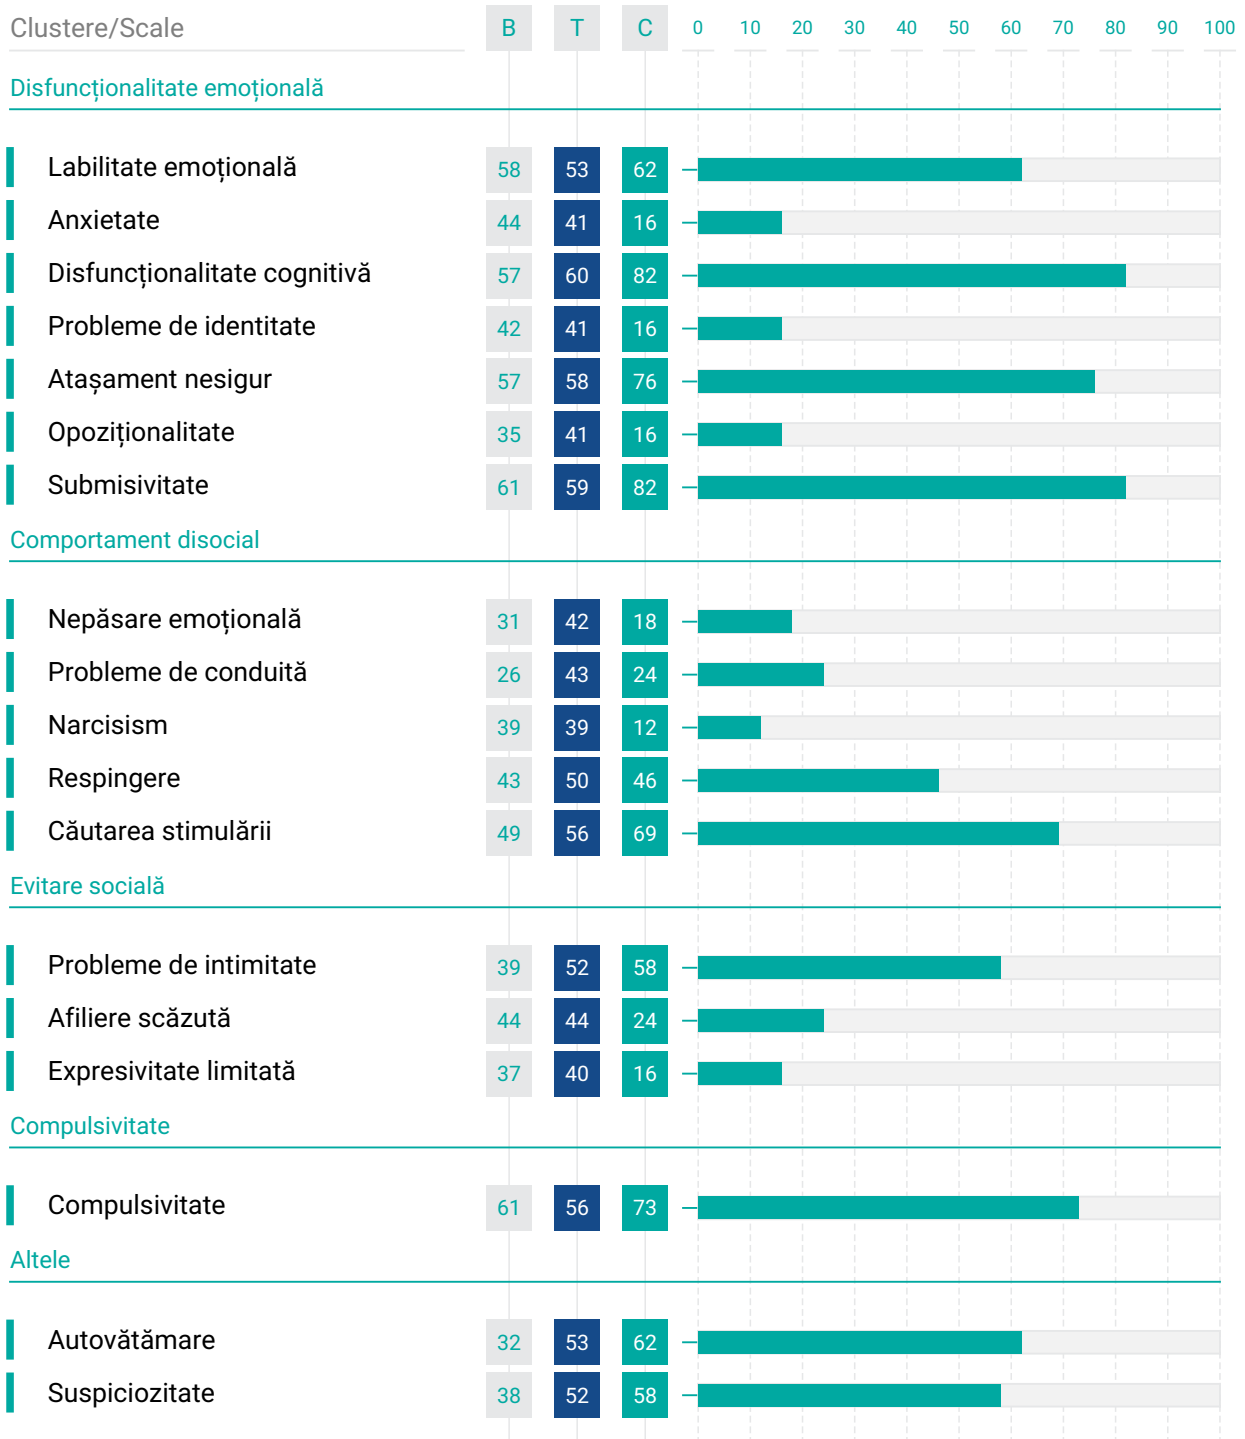 Clustere/Scale B T C 0 10 20 30 40 50 60 70 80 90 100
Disfuncționalitate emoțională
Labilitate emoțională 58 53 62
Anxietate 44 41 16
Disfuncționalitate cognitivă 57 60 82
Probleme de identitate 42 41 16
Atașament nesigur 57 58 76
Opoziționalitate 35 41 16
Submisivitate 61 59 82
Comportament disocial
Nepăsare emoțională 31 42 18
Probleme de conduită 26 43 24
Narcisism 39 39 12
Respingere 43 50 46
Căutarea stimulării 49 56 69
Evitare socială
Probleme de intimitate 39 52 58
Afiliere scăzută 44 44 24
Expresivitate limitată 37 40 16
Compulsivitate
Compulsivitate 61 56 73
Altele
Autovătămare 32 53 62
Suspiciozitate 38 52 58